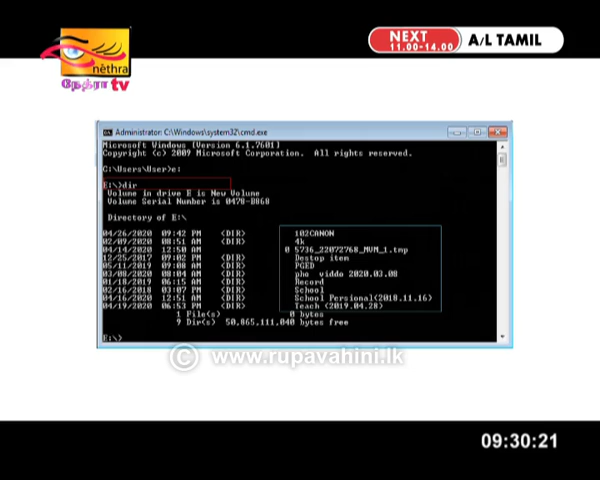 NEXT
11.00-14.00
A/L TAMIL
nēthra
நேத்ரா tv
Administrator: C:\Windows\system32\cmd.exe
Microsoft Windows [Version 6.1.7601]
Copyright (c) 2009 Microsoft Corporation.  All rights reserved.
C:\Users\User>e:
E:\>dir
Volume in drive E is New Volume
Volume Serial Number is 0478-B868
Directory of E:\
04/26/2020  09:42 PM    <DIR>          102CANON
02/09/2020  08:51 AM    <DIR>          4k
04/14/2020  12:50 AM                 0 5736_22072768_MVM_1.tmp
12/25/2017  09:02 PM    <DIR>          Destop item
05/11/2019  09:08 AM    <DIR>          PGED
03/08/2020  08:04 AM    <DIR>          pho  viddo 2020.03.08
01/18/2019  06:15 AM    <DIR>          Record
02/16/2018  03:07 PM    <DIR>          School
04/16/2020  12:51 AM    <DIR>          School Persional(2018.11.16)
04/19/2020  06:53 PM    <DIR>          Teach (2019.04.28)
1 File(s)              0 bytes
9 Dir(s)  50,865,111,040 bytes free
E:\>
© www.rupavahini.lk
09:30:21